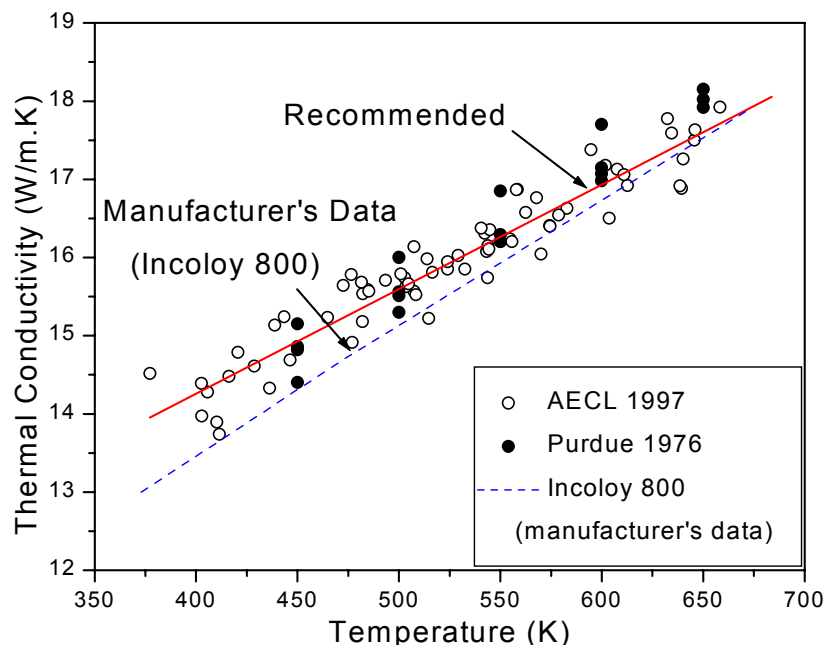 19
18
17
16
15
14
13
12
Thermal Conductivity (W/m.K)
Recommended
Manufacturer's Data
(Incoloy 800)
AECL 1997
Purdue 1976
Incoloy 800
(manufacturer's data)
350
400
450
500
550
600
650
700
Temperature (K)